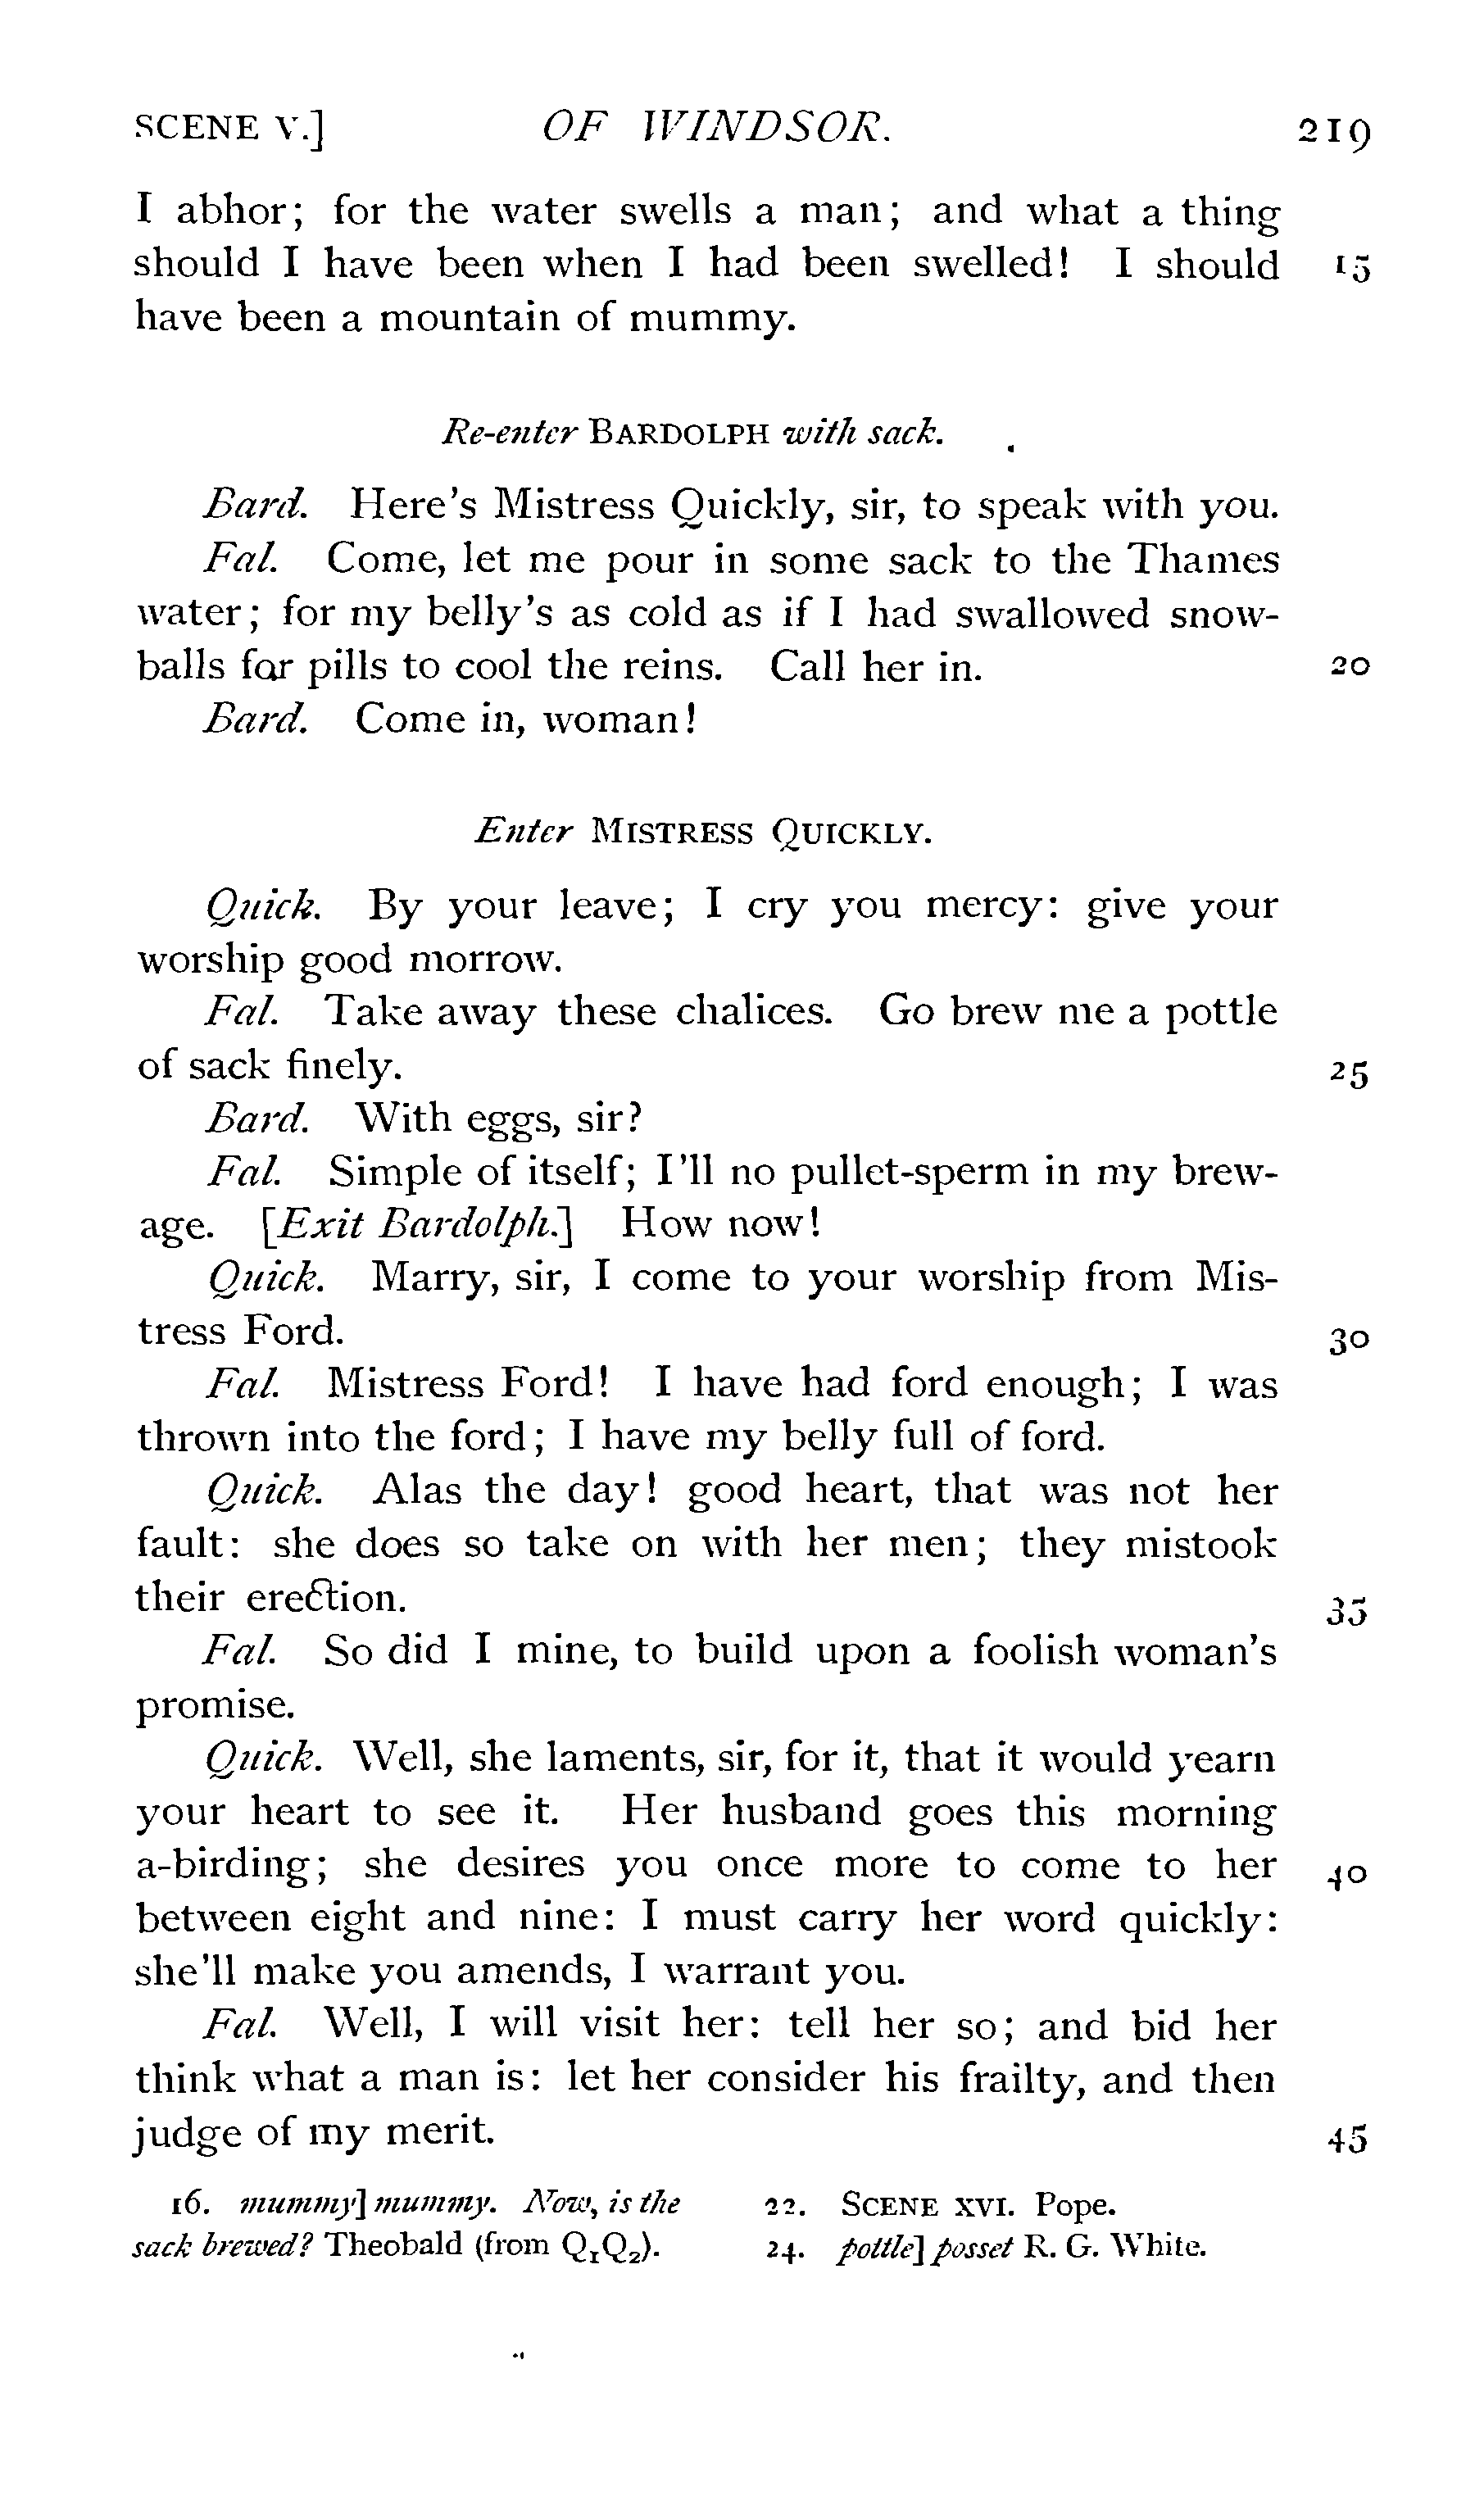 SCENE V.] OF WINDSOR. 219
I abhor; for the water swells a man; and what a thing
should I have been when I had been swelled! I should 15
have been a mountain of mummy.
Re-enter BARDOLPH with sack.
Bard. Here's Mistress Quickly, sir, to speak with you.
Fal. Come, let me pour in some sack to the Thames
water; for my belly's as cold as if I had swallowed snow-
balls for pills to cool the reins. Call her in. 20
Bard. Come in, woman!
Enter MISTRESS QUICKLY.
Quick. By your leave; I cry you mercy: give your
worship good morrow.
Fal. Take away these chalices. Go brew me a pottle
of sack finely. 25
Bard. With eggs, sir?
Fal. Simple of itself; I'll no pullet-sperm in my brew-
age. [Exit Bardolph.] How now!
Quick. Marry, sir, I come to your worship from Mis-
tress Ford. 30
Fal. Mistress Ford! I have had ford enough; I was
thrown into the ford; I have my belly full of ford.
Quick. Alas the day! good heart, that was not her
fault: she does so take on with her men; they mistook
their erection. 35
Fal. So did I mine, to build upon a foolish woman's
promise.
Quick. Well, she laments, sir, for it, that it would yearn
your heart to see it. Her husband goes this morning
a-birding; she desires you once more to come to her 40
between eight and nine: I must carry her word quickly:
she'll make you amends, I warrant you.
Fal. Well, I will visit her: tell her so; and bid her
think what a man is: let her consider his frailty, and then
judge of my merit. 45
16. mummy] mummy. Now, is the
sack brewed? Theobald (from Q₁Q₂).
22. SCENE XVI. Pope.
24. pottle] posset R. G. White.